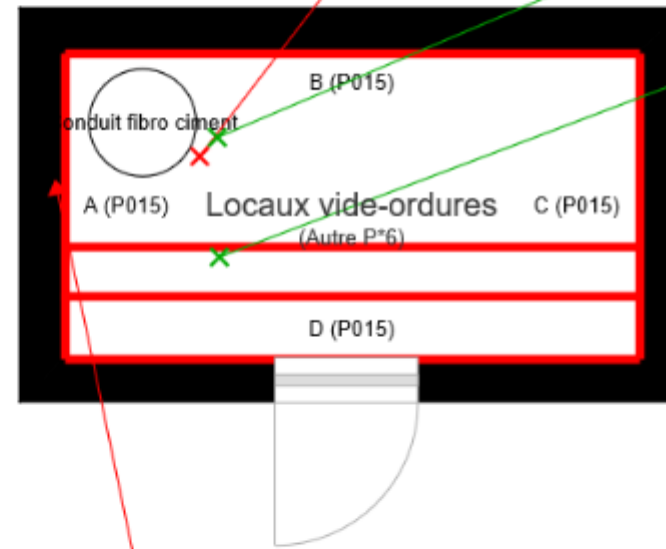 B (P015)
onduit fibro ciment
A (P015)
Locaux vide-ordures
C (P015)
(Autre P*6)
D (P015)